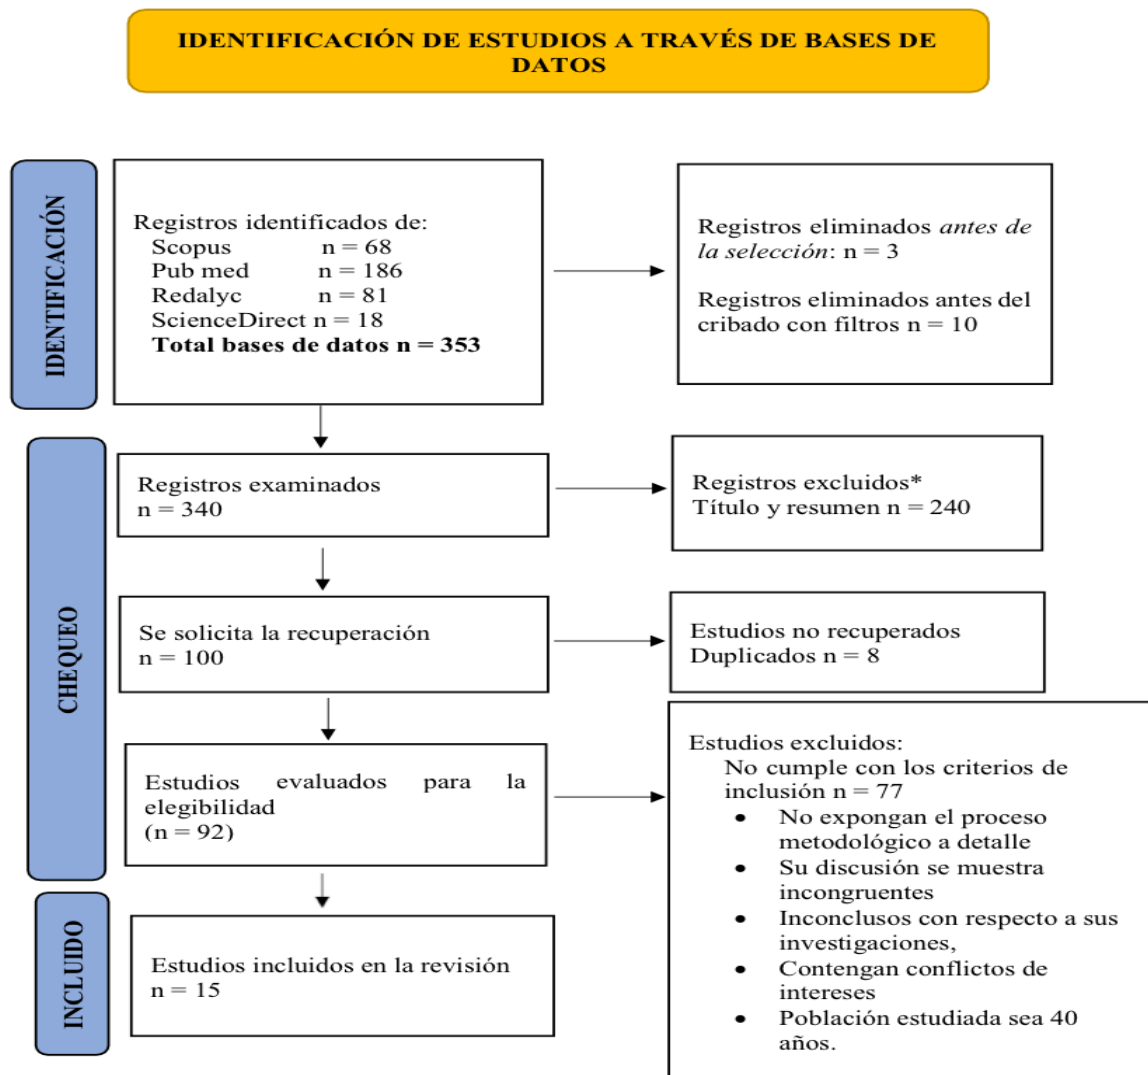 IDENTIFICACIÓN DE ESTUDIOS A TRAVÉS DE BASES DE
DATOS
IDENTIFICACIÓN
Registros identificados de:
Scopus n = 68
Pub med n = 186
Redalyc n = 81
ScienceDirect n = 18
Total bases de datos n = 353
Registros eliminados antes de
la selección: n = 3
Registros eliminados antes del
cribado con filtros n = 10
CHEQUEO
Registros examinados
n = 340
Registros excluidos*
Título y resumen n = 240
Se solicita la recuperación
n = 100
Estudios no recuperados
Duplicados n = 8
Estudios evaluados para la
elegibilidad
(n = 92)
Estudios excluidos:
No cumple con los criterios de
inclusión n = 77
• No expongan el proceso
metodológico a detalle
• Su discusión se muestra
incongruentes
• Inconclusos con respecto a sus
investigaciones,
• Contengan conflictos de
intereses
• Población estudiada sea 40
años.
INCLUIDO
Estudios incluidos en la revisión
n = 15